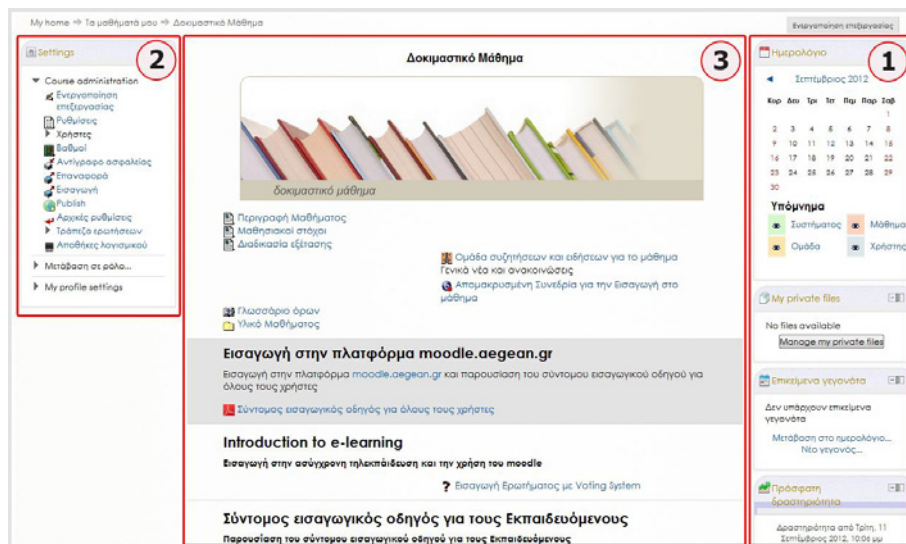 My home ⇨ Τα μαθήματά μου ⇨ Δοκιμαστικό Μάθημα
Ενεργοποίηση επεξεργασίας
2
Settings
Course administration
Ενεργοποίηση
επεξεργασίας
Ρυθμίσεις
Χρήστες
Βαθμοί
Αντίγραφο ασφαλείας
Επαναφορά
Εισαγωγή
Publish
Αρχικές ρυθμίσεις
Τράπεζα ερωτήσεων
Αποθήκες λογισμικού
Μετάβαση σε ρόλο...
My profile settings
3
Δοκιμαστικό Μάθημα
δοκιμαστικό μάθημα
Περιγραφή Μαθήματος
Μαθησιακοί στόχοι
Διαδικασία εξέτασης
Ομάδα συζητήσεων και ειδήσεων για το μάθημα
Γενικά νέα και ανακοινώσεις
Απομακρυσμένη Συνεδρία για την Εισαγωγή στο
μάθημα
Γλωσσάριο όρων
Υλικό Μαθήματος
Εισαγωγή στην πλατφόρμα moodle.aegean.gr
Εισαγωγή στην πλατφόρμα moodle.aegean.gr και παρουσίαση του σύντομου εισαγωγικού οδηγού για
όλους τους χρήστες
Σύντομος εισαγωγικός οδηγός για όλους τους χρήστες
Introduction to e-learning
Εισαγωγή στην ασύγχρονη τηλεκπαίδευση και την χρήση του moodle
? Εισαγωγή Ερωτήματος με Voting System
Σύντομος εισαγωγικός οδηγός για τους Εκπαιδευόμενους
Παρουσίαση του σύντομου εισαγωγικού οδηγού για τους Εκπαιδευόμενους
1
Ημερολόγιο
Σεπτέμβριος 2012
Κυρ Δευ Τρι Τετ Πεμ Παρ Σαβ
1
2 3 4 5 6 7 8
9 10 11 12 13 14 15
16 17 18 19 20 21 22
23 24 25 26 27 28 29
30
Υπόμνημα
Συστήματος Μάθημα
Ομάδα Χρήστης
My private files
No files available
Manage my private files
Επικείμενα γεγονότα
Δεν υπάρχουν επικείμενα
γεγονότα
Μετάβαση στο ημερολόγιο...
Νέο γεγονός...
Πρόσφατη
δραστηριότητα
Δραστηριότητα από Τρίτη, 11
Σεπτέμβριος 2012, 10:06 μμ